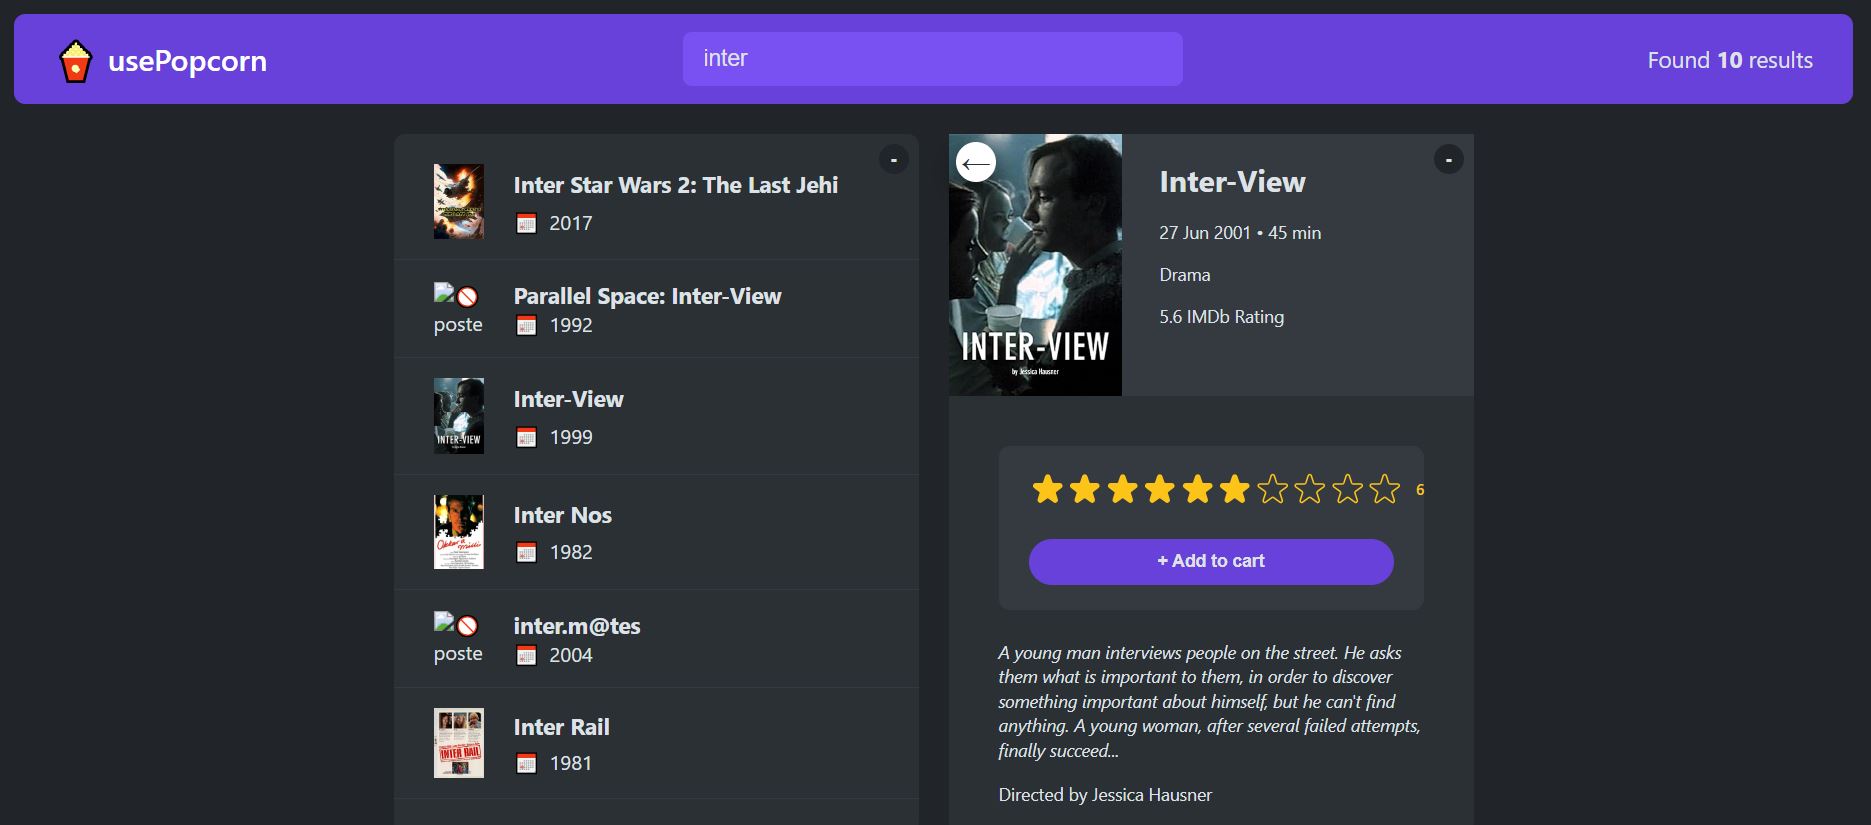 usePopcorn
inter
Found 10 results
-
Inter Star Wars 2: The Last Jehi
2017
poste
Parallel Space: Inter-View
1992
INTER-VIEW
Inter-View
1999
Inter Nos
1982
poste
inter.m@tes
2004
INTER RAIL
Inter Rail
1981
←
INTER-VIEW
by Jessica Hausner
-
Inter-View
27 Jun 2001 • 45 min
Drama
5.6 IMDb Rating
6
+ Add to cart
A young man interviews people on the street. He asks
them what is important to them, in order to discover
something important about himself, but he can't find
anything. A young woman, after several failed attempts,
finally succeed...
Directed by Jessica Hausner